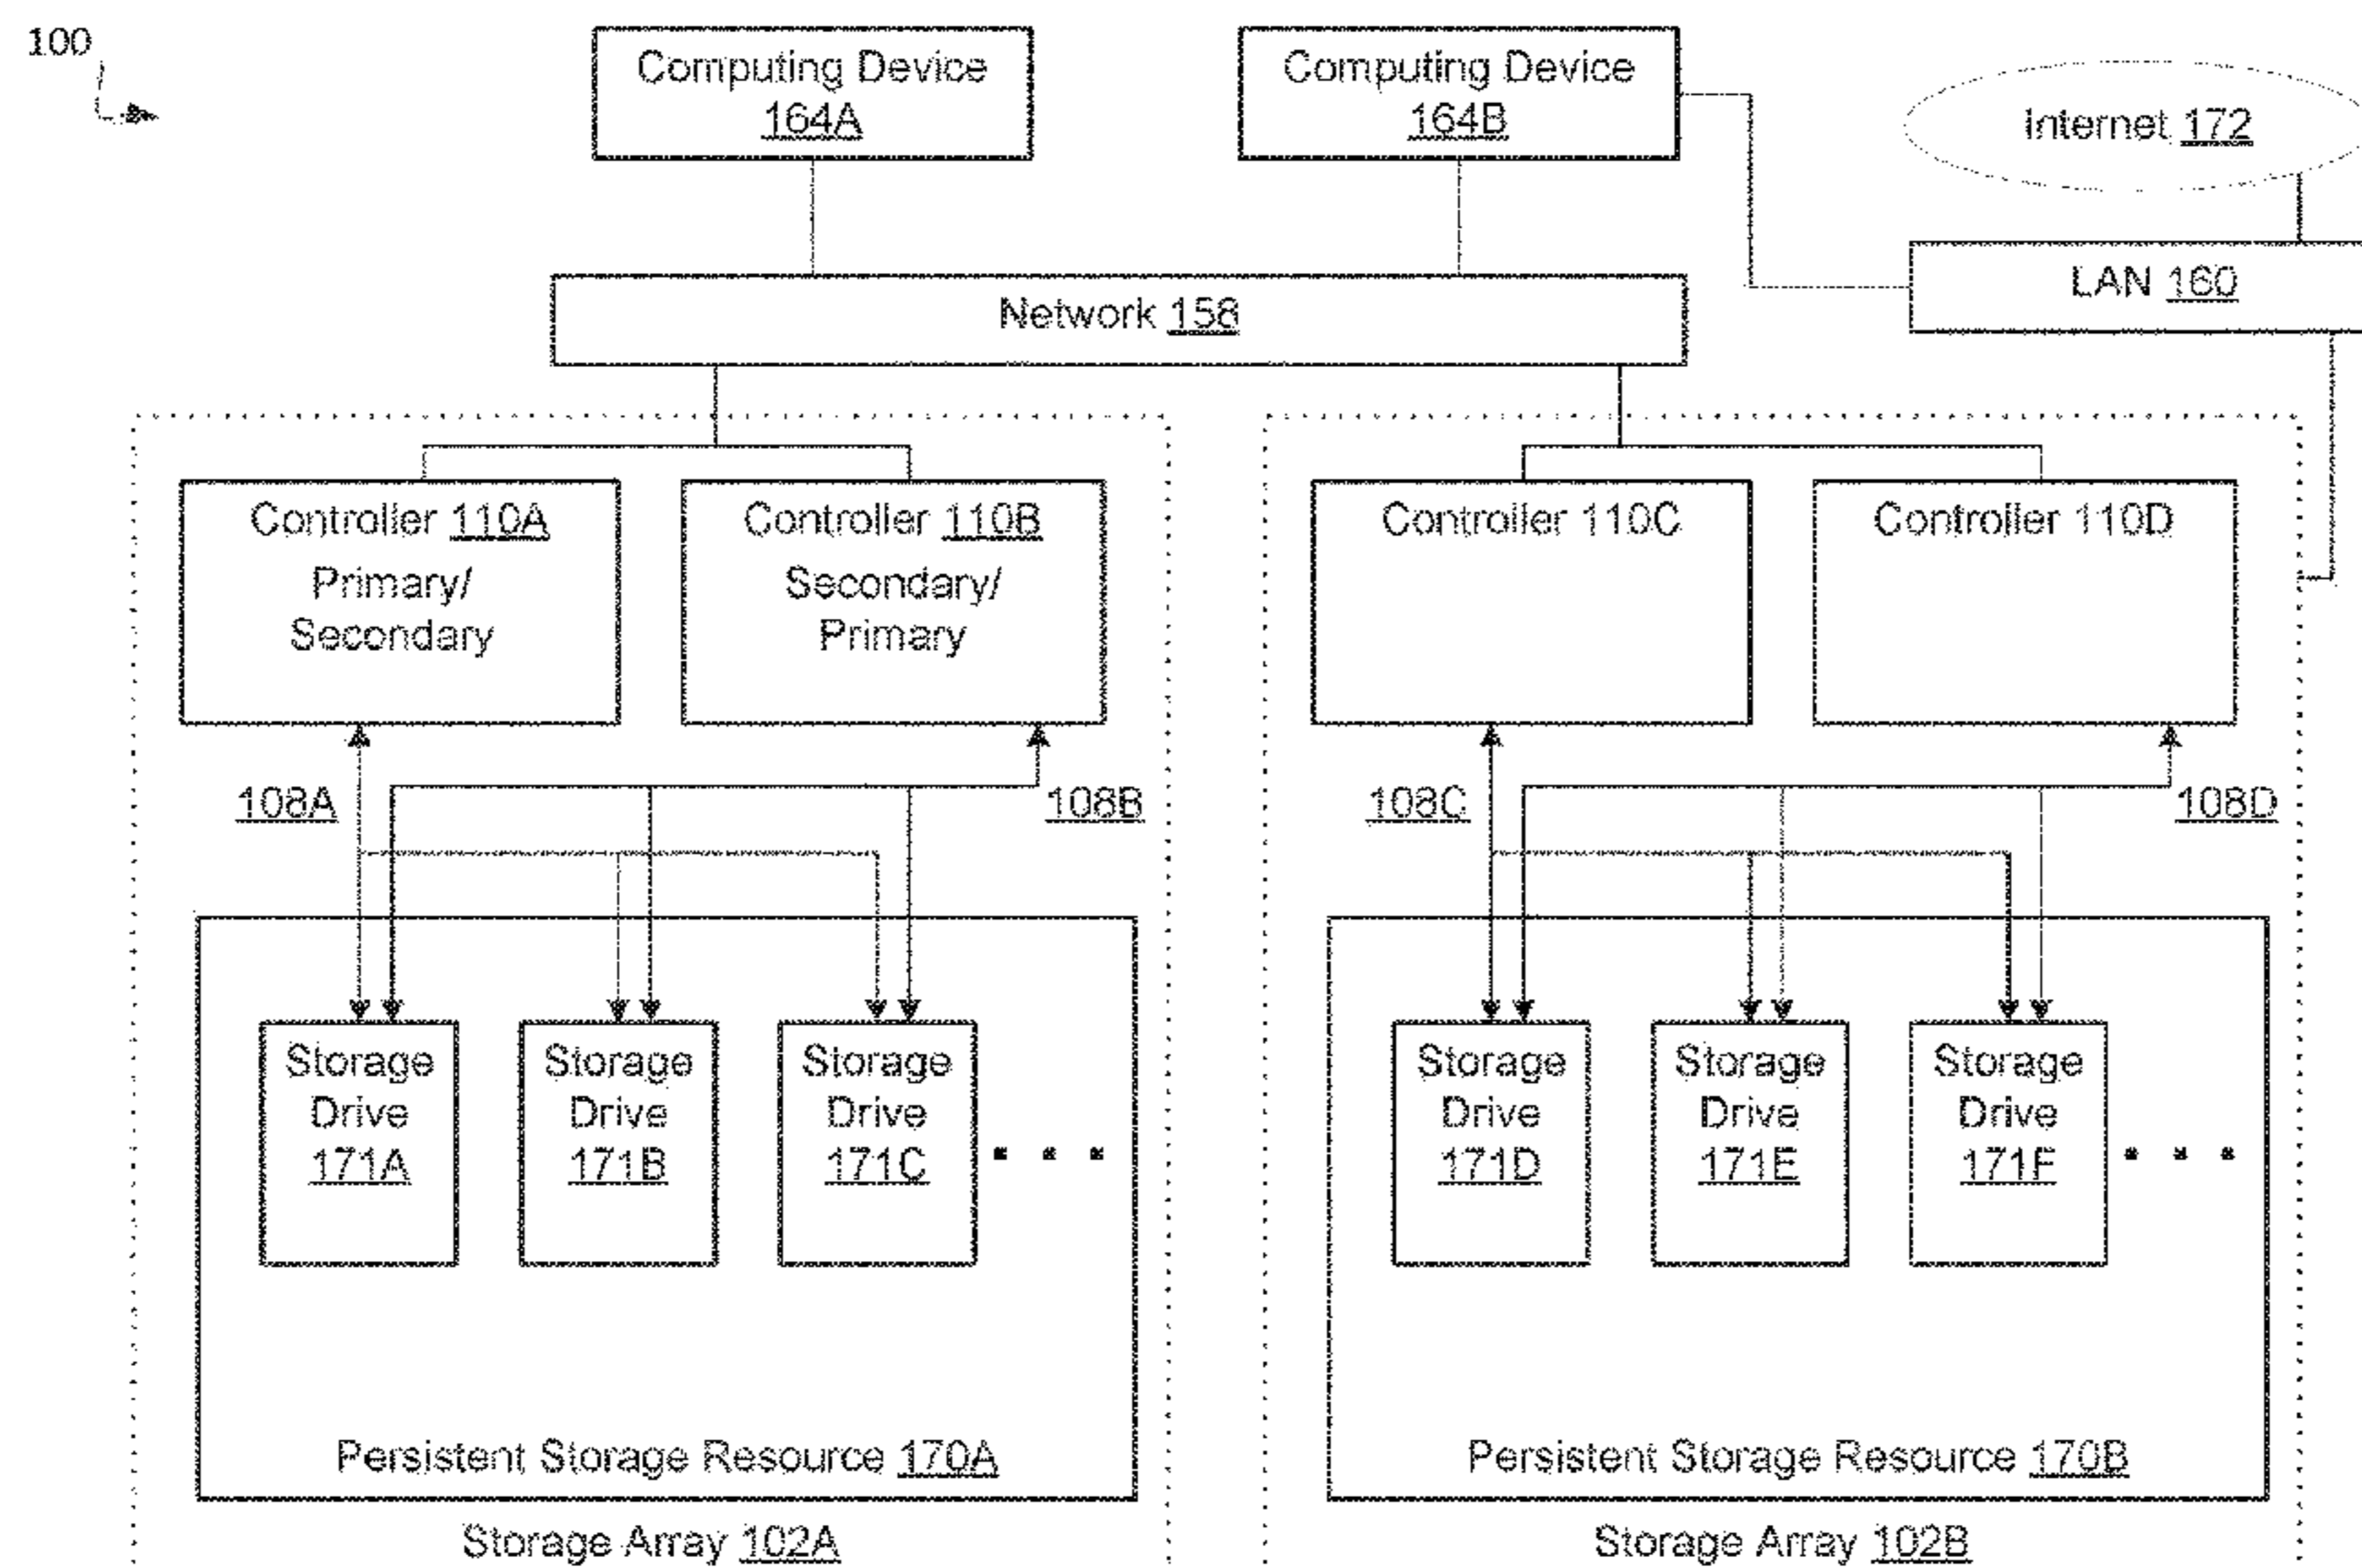 100
Computing Device
164A
Computing Device
164B
Internet 172
LAN 160
Network 158
Controller 110A
Primary/
Secondary
Controller 110B
Secondary/
Primary
Controller 110C
Controller 110D
108A
108B
108C
108D
Storage
Drive
171A
Storage
Drive
171B
Storage
Drive
171C
Storage
Drive
171D
Storage
Drive
171E
Storage
Drive
171F
Persistent Storage Resource 170A
Persistent Storage Resource 170B
Storage Array 102A
Storage Array 102B